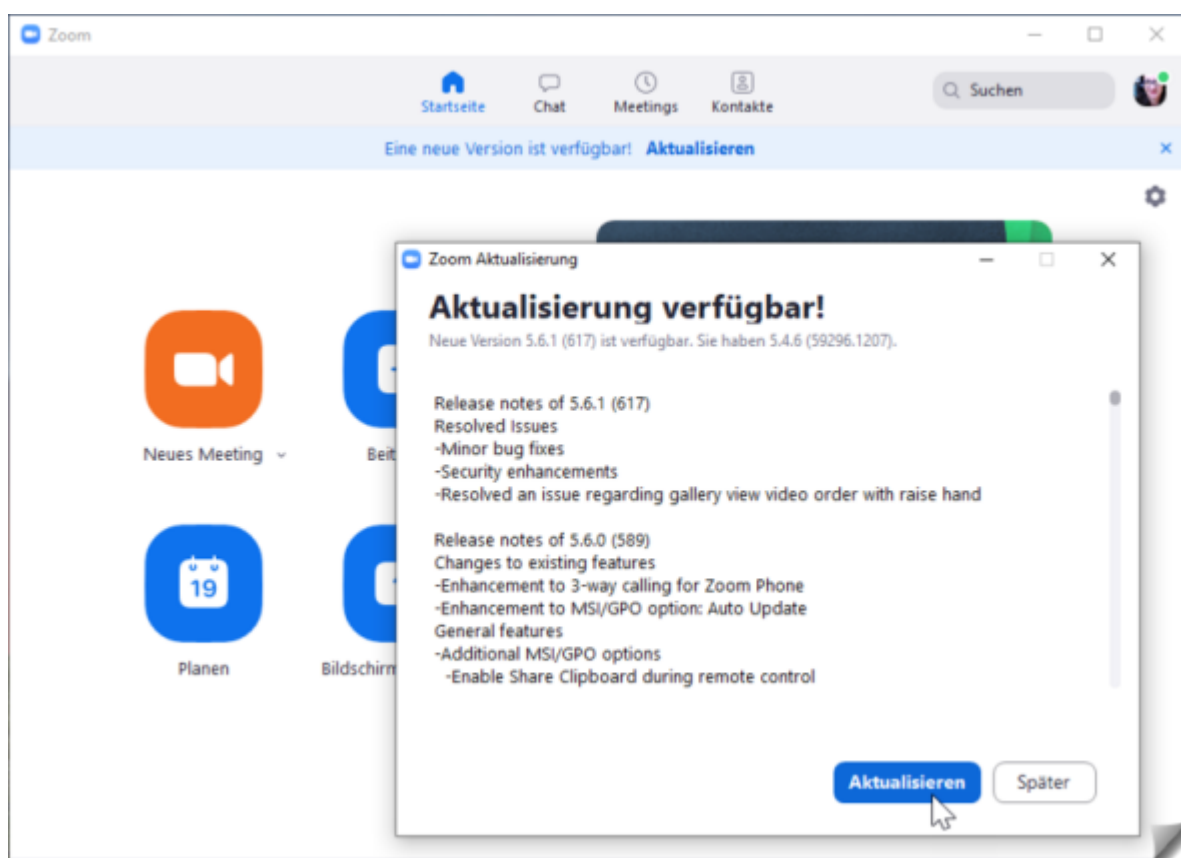 Zoom
Startseite
Chat
Meetings
Kontakte
Suchen
Eine neue Version ist verfügbar! Aktualisieren
Zoom Aktualisierung
Aktualisierung verfügbar!
Neue Version 5.6.1 (617) ist verfügbar. Sie haben 5.4.6 (59296.1207).
Release notes of 5.6.1 (617)
Resolved Issues
-Minor bug fixes
-Security enhancements
-Resolved an issue regarding gallery view video order with raise hand
Release notes of 5.6.0 (589)
Changes to existing features
-Enhancement to 3-way calling for Zoom Phone
-Enhancement to MSI/GPO option: Auto Update
General features
-Additional MSI/GPO options
-Enable Share Clipboard during remote control
Aktualisieren
Später
Neues Meeting
Beit
19
Planen
Bildschirm